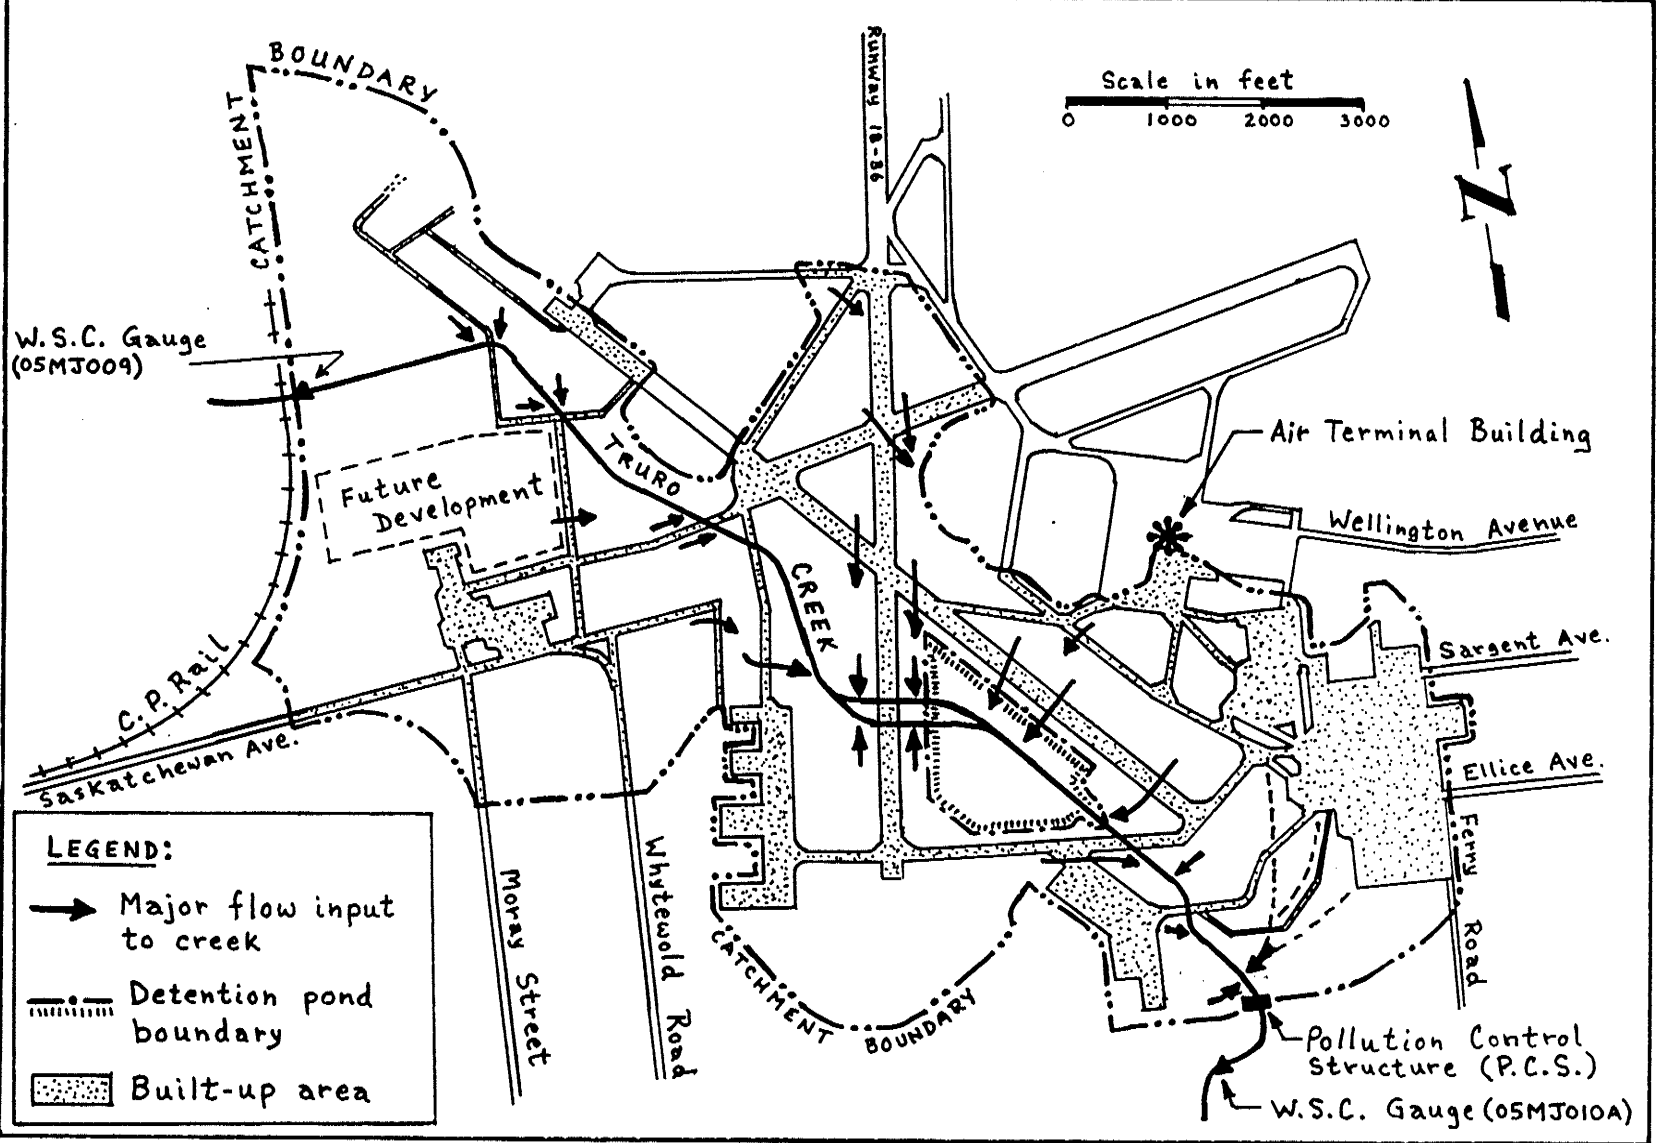 BOUNDARY
CATCHMENT
Runway 18-36
Scale in feet
0 1000 2000 3000
N
W.S.C. Gauge
(05MJ009)
Air Terminal Building
Future
Development
TRURO
CREEK
Wellington Avenue
Sargent Ave.
Ellice Ave.
C.P. Rail
Saskatchewan Ave.
Ferry Road
Moray Street
Whytewold Road
CATCHMENT BOUNDARY
LEGEND:
Major flow input
to creek
Detention pond
boundary
Built-up area
Pollution Control
Structure (P.C.S.)
W.S.C. Gauge (05MJ010A)